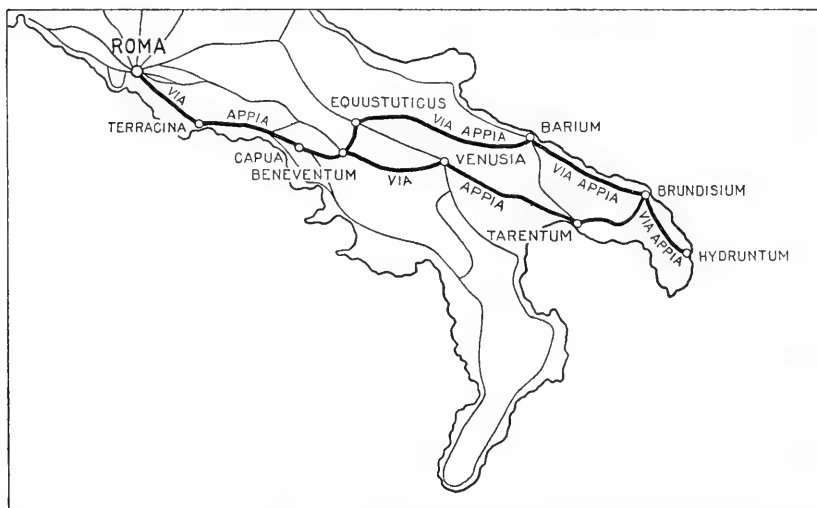 ROMA
VIA
APPIA
TERRACINA
CAPUA
BENEVENTUM
EQUUSTUTICUS
VIA APPIA
BARIUM
VIA
VENUSIA
APPIA
VIA APPIA
BRUNDISIUM
TARENTUM
VIA APPIA
HYDRUNTUM